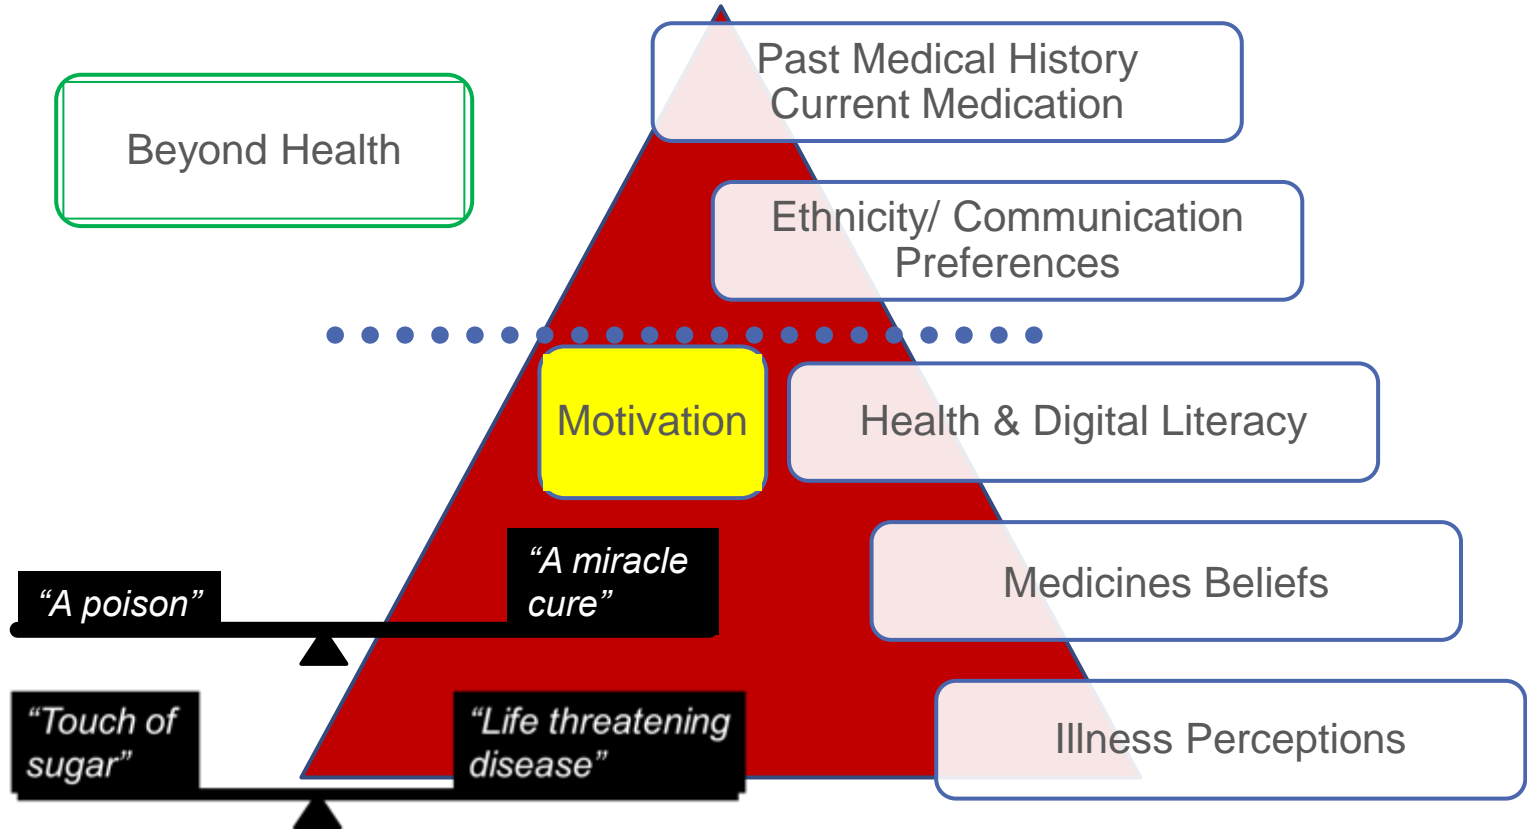 Past Medical History
Current Medication
Beyond Health
Ethnicity/ Communication
Preferences
Motivation
Health & Digital Literacy
“A poison”
“A miracle
cure”
Medicines Beliefs
“Touch of
sugar”
“Life threatening
disease”
Illness Perceptions